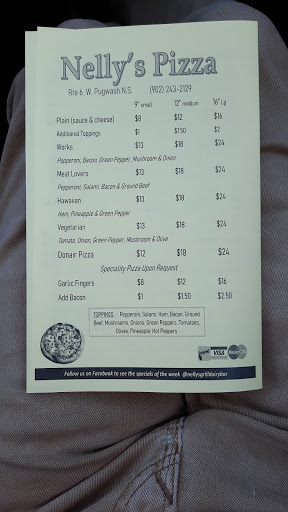 Nelly's Pizza
Rte 6 W. Pugwash N.S. (902) 243-2129
9" small 12" medium 16" Lg
Plain (sauce & cheese) $8 $12 $16
Additional Toppings $1 $1.50 $2
Works $13 $18 $24
Pepperoni, Bacon, Green Pepper, Mushroom & Onion
Meat Lovers $13 $18 $24
Pepperoni, Salami, Bacon & Ground Beef
Hawaiian $13 $18 $24
Ham, Pineapple & Green Pepper
Vegetarian $13 $18 $24
Tomato, Onion, Green Pepper, Mushroom & Olive
Donair Pizza $12 $18 $24
Speciality Pizza Upon Request
Garlic Fingers $8 $12 $16
Add Bacon $1 $1.50 $2.50
TOPPINGS: Pepperoni, Salami, Ham, Bacon, Ground
Beef, Mushrooms, Onions, Green Peppers, Tomatoes,
Olives, Pineapple, Hot Peppers
VISA MasterCard
Follow us on Facebook to see the specials of the week @nellysgrilldairybar